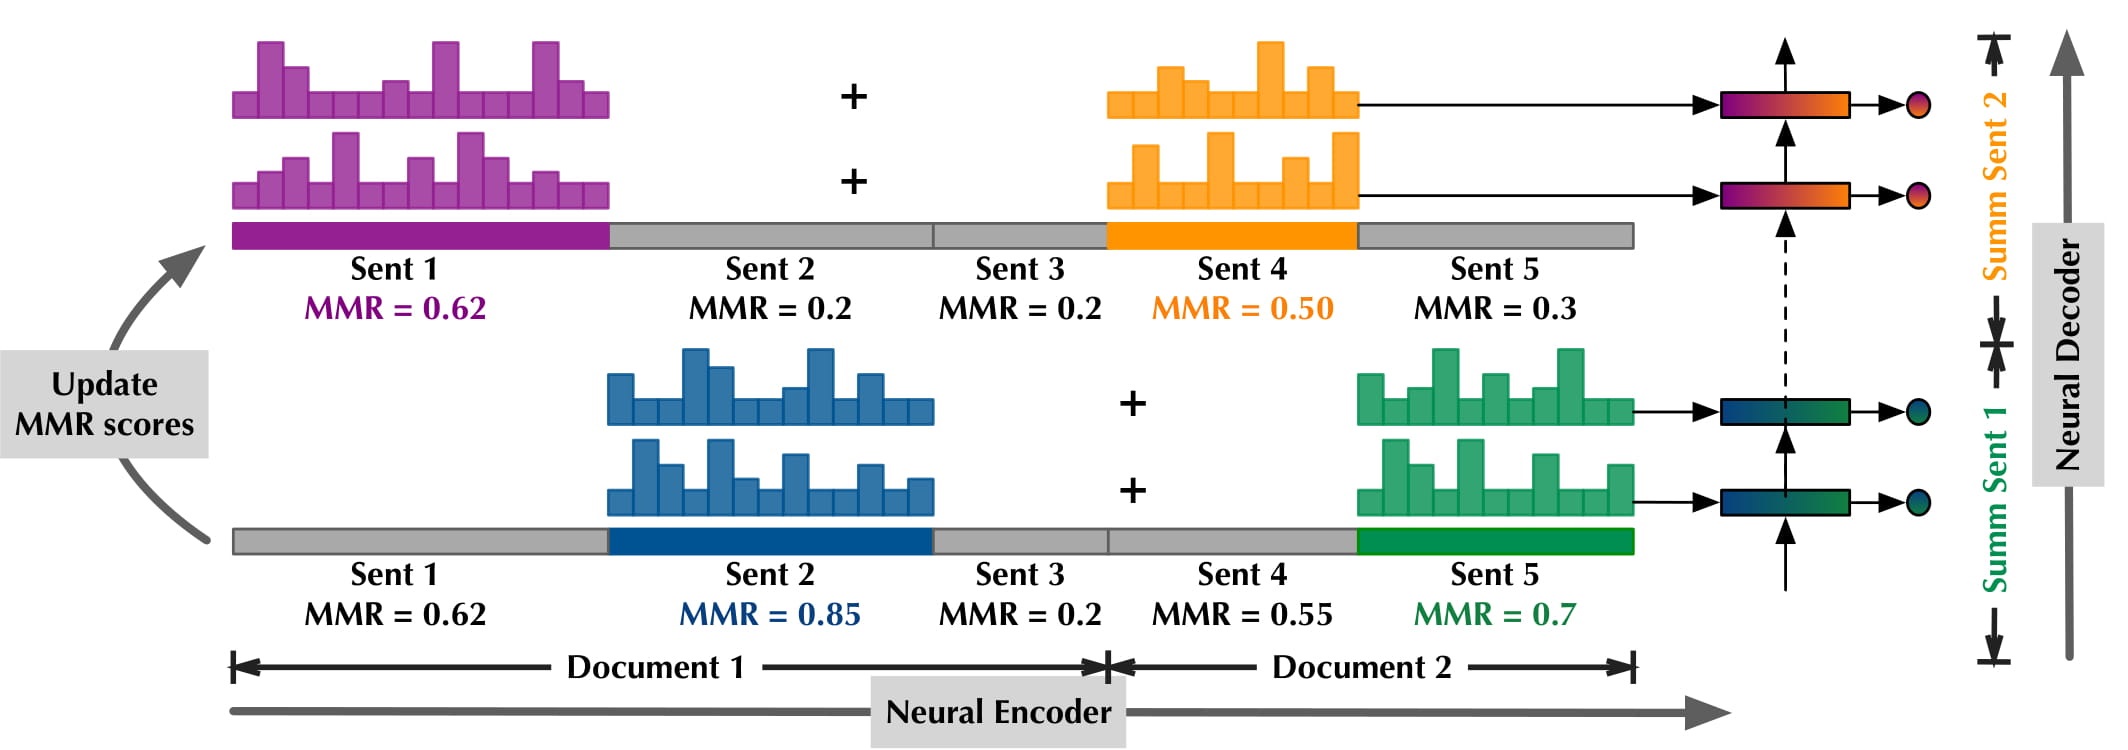 +
+
Sent 1 Sent 2 Sent 3 Sent 4 Sent 5
MMR = 0.62 MMR = 0.2 MMR = 0.2 MMR = 0.50 MMR = 0.3
Update
MMR scores
+
+
Sent 1 Sent 2 Sent 3 Sent 4 Sent 5
MMR = 0.62 MMR = 0.85 MMR = 0.2 MMR = 0.55 MMR = 0.7
Document 1 Document 2
Neural Encoder
Summ Sent 2
Summ Sent 1
Neural Decoder